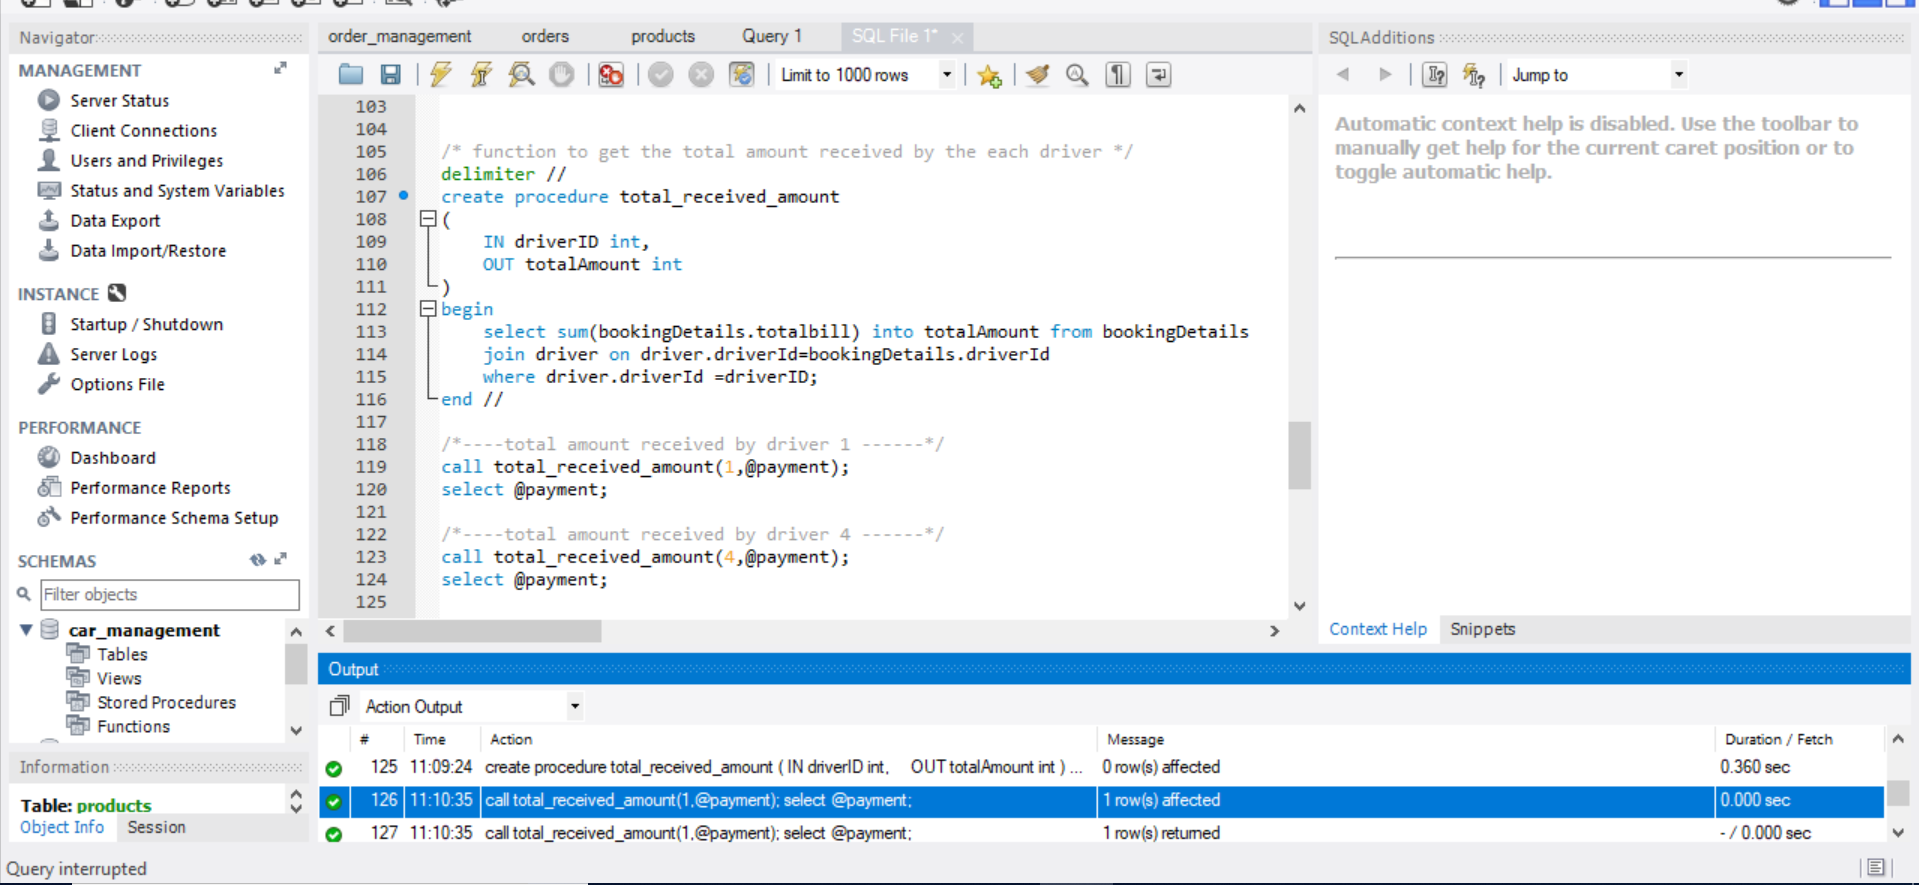 Navigator
MANAGEMENT
Server Status
Client Connections
Users and Privileges
Status and System Variables
Data Export
Data Import/Restore
INSTANCE
Startup / Shutdown
Server Logs
Options File
PERFORMANCE
Dashboard
Performance Reports
Performance Schema Setup
SCHEMAS
Filter objects
car_management
Tables
Views
Stored Procedures
Functions
Information
Table: products
Object Info Session
Query interrupted
order_management orders products Query 1 SQL File 1*
Limit to 1000 rows
103
104
105 /* function to get the total amount received by the each driver */
106 delimiter //
107 create procedure total_received_amount
108 (
109 IN driverID int,
110 OUT totalAmount int
111 )
112 begin
113 select sum(bookingDetails.totalbill) into totalAmount from bookingDetails
114 join driver on driver.driverId=bookingDetails.driverId
115 where driver.driverId =driverID;
116 end //
117
118 /*----total amount received by driver 1 ------*/
119 call total_received_amount(1,@payment);
120 select @payment;
121
122 /*----total amount received by driver 4 ------*/
123 call total_received_amount(4,@payment);
124 select @payment;
125
SQLAdditions
Jump to
Automatic context help is disabled. Use the toolbar to
manually get help for the current caret position or to
toggle automatic help.
Context Help Snippets
Output
Action Output
# Time Action Message Duration / Fetch
125 11:09:24 create procedure total_received_amount ( IN driverID int, OUT totalAmount int ) ... 0 row(s) affected 0.360 sec
126 11:10:35 call total_received_amount(1,@payment); select @payment; 1 row(s) affected 0.000 sec
127 11:10:35 call total_received_amount(1,@payment); select @payment; 1 row(s) returned - / 0.000 sec